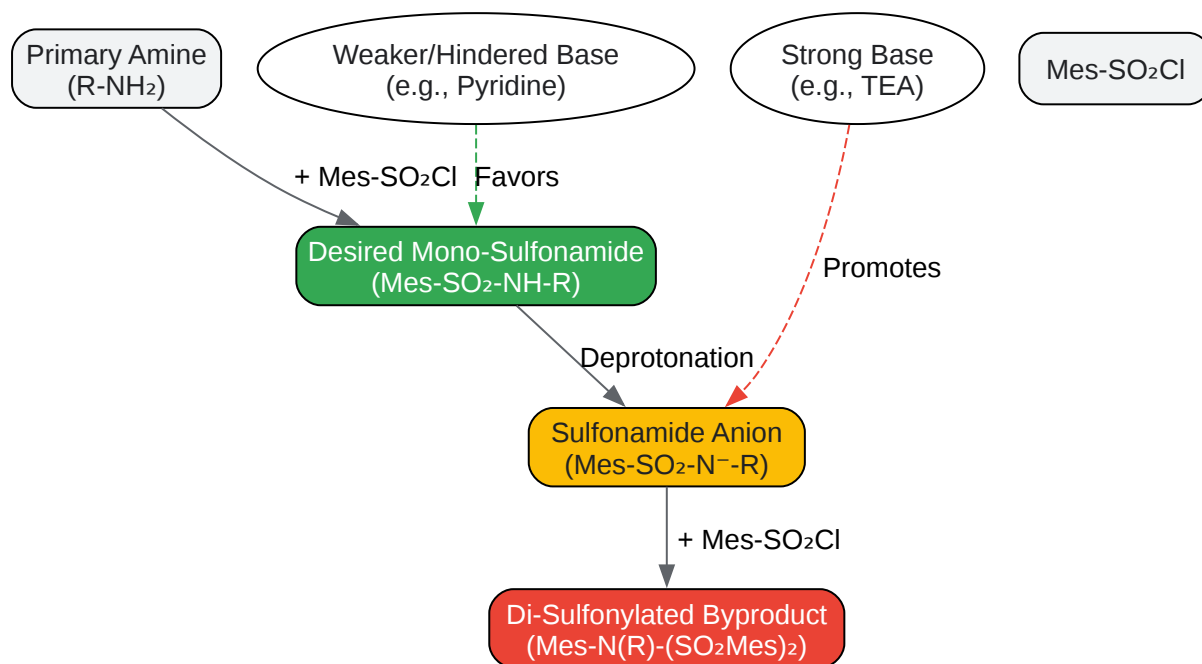 Primary Amine
(R-NH₂)
Weaker/Hindered Base
(e.g., Pyridine)
Strong Base
(e.g., TEA)
Mes-SO₂Cl
+ Mes-SO₂Cl
Favors
Desired Mono-Sulfonamide
(Mes-SO₂-NH-R)
Promotes
Deprotonation
Sulfonamide Anion
(Mes-SO₂-N⁻-R)
+ Mes-SO₂Cl
Di-Sulfonylated Byproduct
(Mes-N(R)-(SO₂Mes)₂)